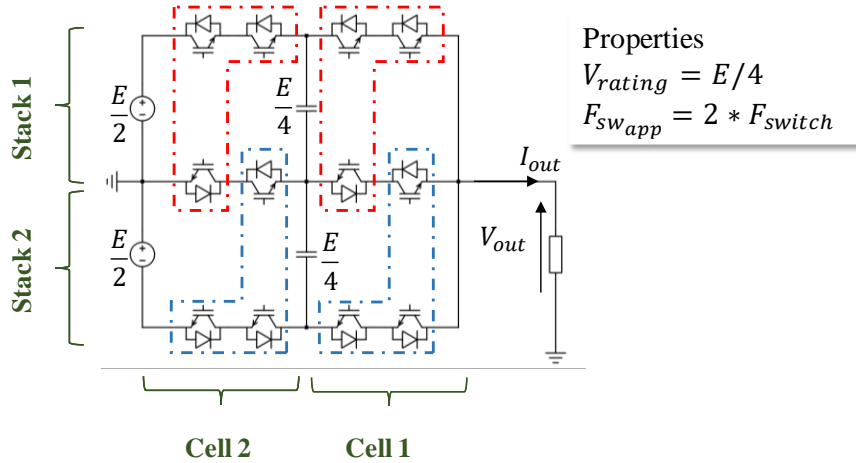 Properties
V_rating = E/4
F_sw_app = 2 * F_switch
Stack 1
E/2
E/4
I_out
V_out
Stack 2
E/2
E/4
Cell 2
Cell 1